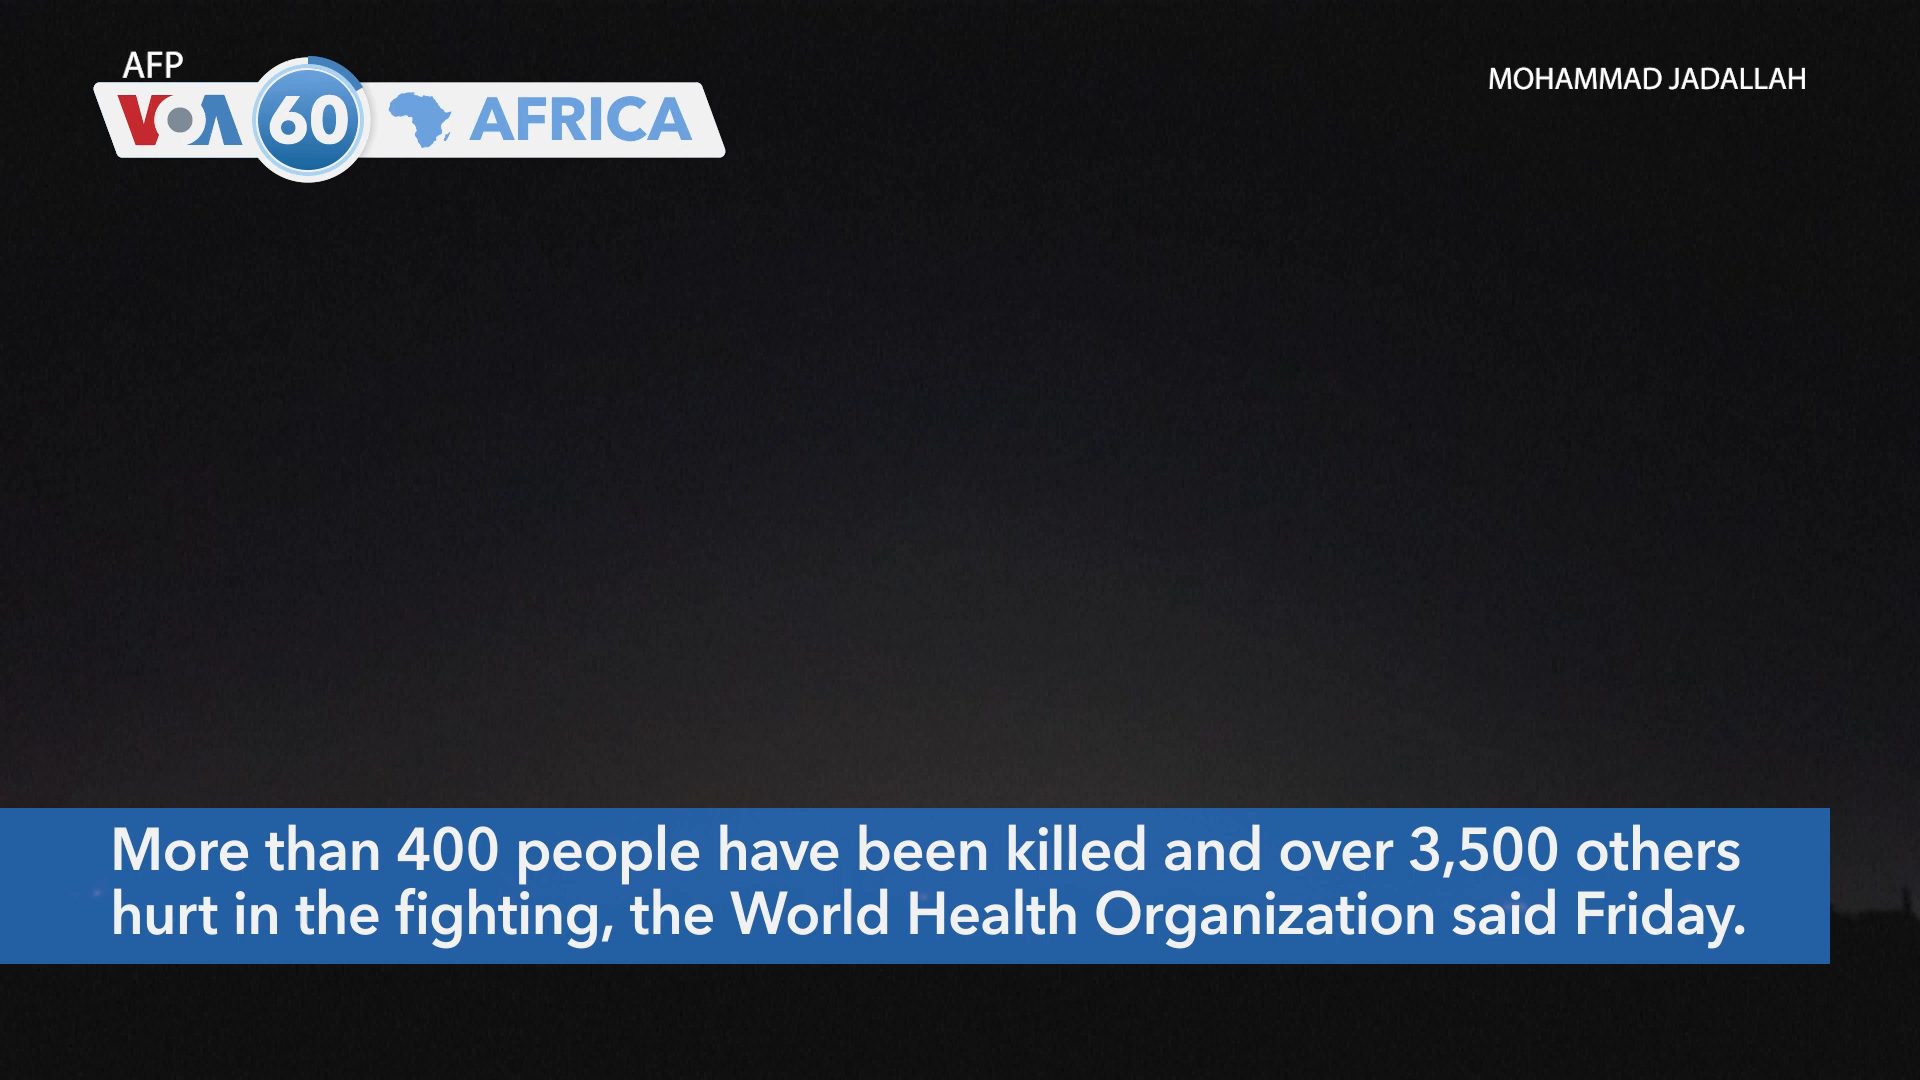 AFP
MOHAMMAD JADALLAH
VOA 60 AFRICA
More than 400 people have been killed and over 3,500 others
hurt in the fighting, the World Health Organization said Friday.